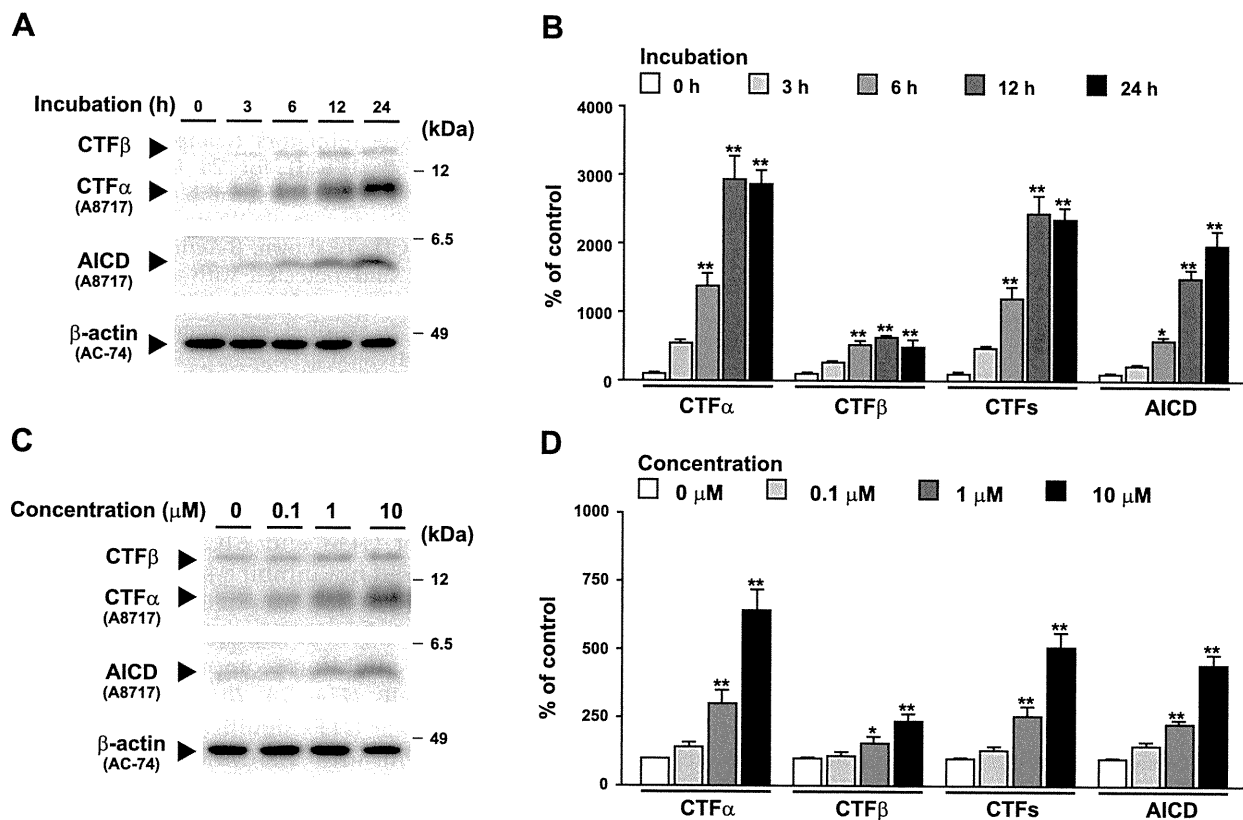 A
Incubation (h) 0 3 6 12 24
(kDa)
CTFβ
12
CTFα
(A8717)
6.5
AICD
(A8717)
49
β-actin
(AC-74)
B
Incubation
0 h 3 h 6 h 12 h 24 h
% of control
4000
3000
2000
1000
0
** ** **
** ** **
** ** **
* ** **
CTFα CTFβ CTFs AICD
C
Concentration (μM) 0 0.1 1 10
(kDa)
CTFβ
12
CTFα
(A8717)
6.5
AICD
(A8717)
49
β-actin
(AC-74)
D
Concentration
0 μM 0.1 μM 1 μM 10 μM
% of control
1000
750
500
250
0
** **
* **
** **
** **
CTFα CTFβ CTFs AICD